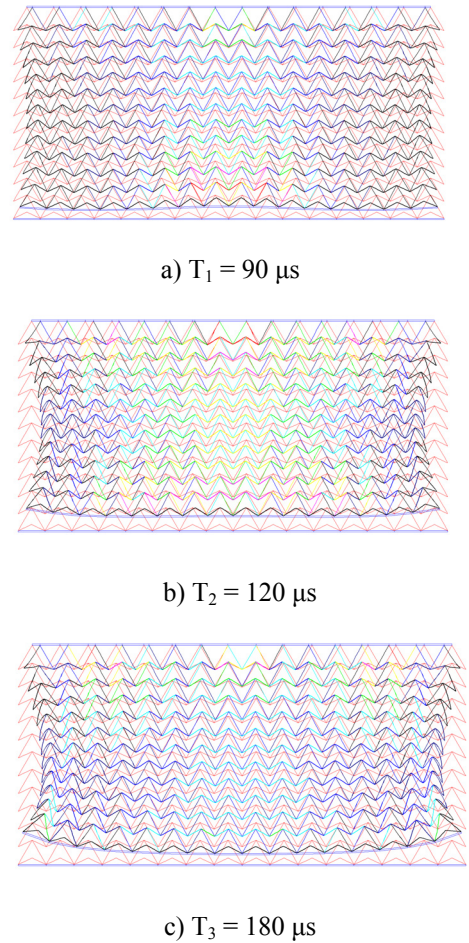 a) T₁ = 90 μs
b) T₂ = 120 μs
c) T₃ = 180 μs